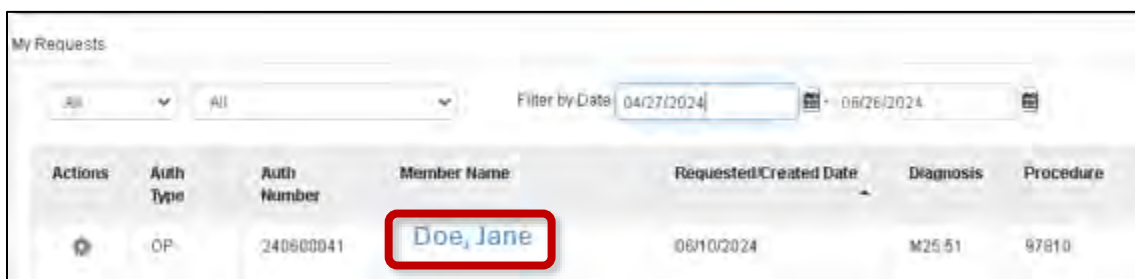 My Requests
All All Filter by Date 04/27/2024 - 06/26/2024
Actions Auth Type Auth Number Member Name Requested/Created Date Diagnosis Procedure
OP 240600041 Doe, Jane 06/10/2024 M25.51 97810